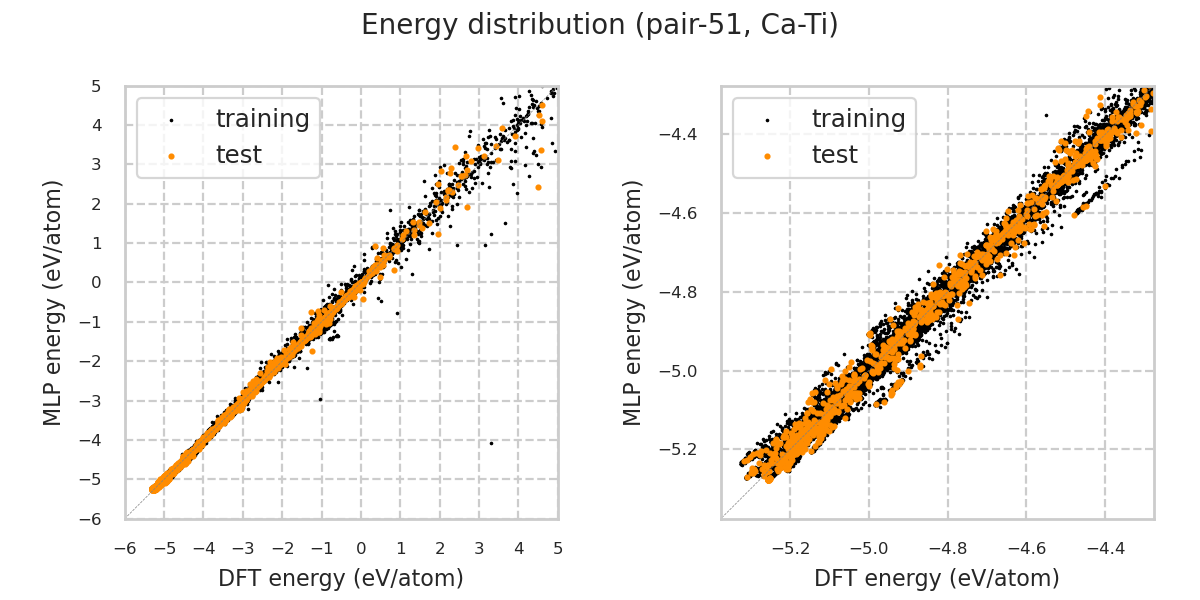 Energy distribution (pair-51, Ca-Ti)
training
test
5
4
3
2
1
0
−1
−2
−3
−4
−5
−6
−6 −5 −4 −3 −2 −1 0 1 2 3 4 5
MLP energy (eV/atom)
DFT energy (eV/atom)
training
test
−4.4
−4.6
−4.8
−5.0
−5.2
−5.2 −5.0 −4.8 −4.6 −4.4
MLP energy (eV/atom)
DFT energy (eV/atom)